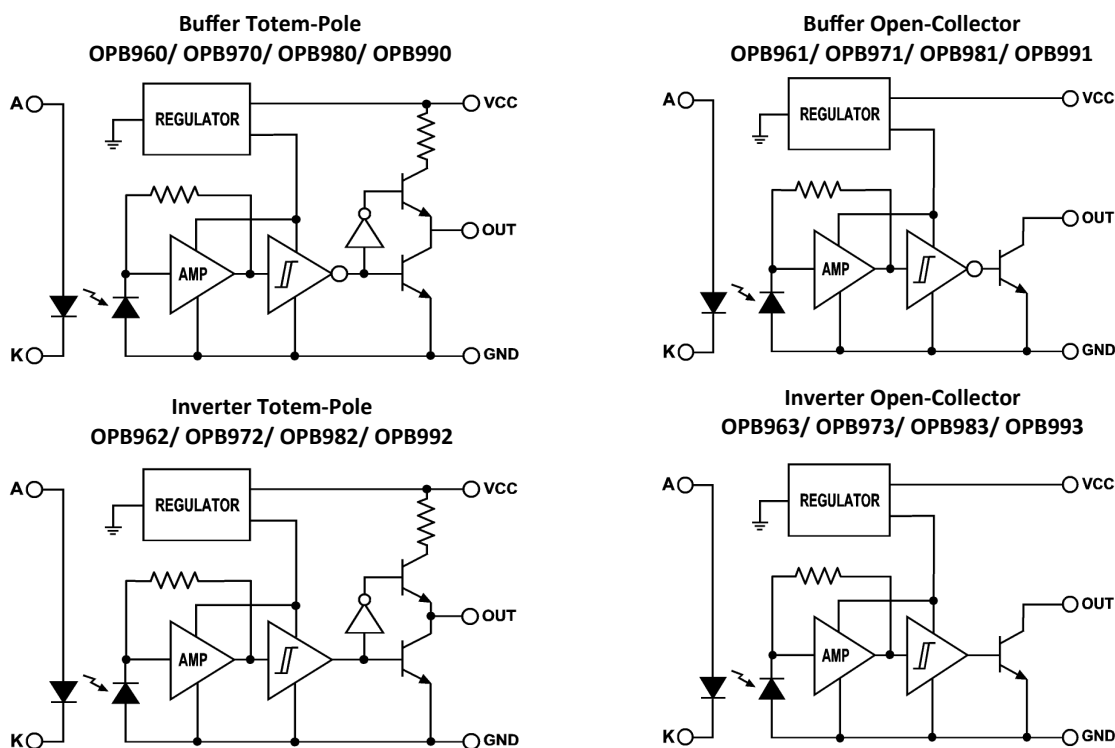 Buffer Totem-Pole
OPB960/ OPB970/ OPB980/ OPB990
A
REGULATOR
VCC
OUT
AMP
K
GND
Buffer Open-Collector
OPB961/ OPB971/ OPB981/ OPB991
A
REGULATOR
VCC
OUT
AMP
K
GND
Inverter Totem-Pole
OPB962/ OPB972/ OPB982/ OPB992
A
REGULATOR
VCC
OUT
AMP
K
GND
Inverter Open-Collector
OPB963/ OPB973/ OPB983/ OPB993
A
REGULATOR
VCC
OUT
AMP
K
GND